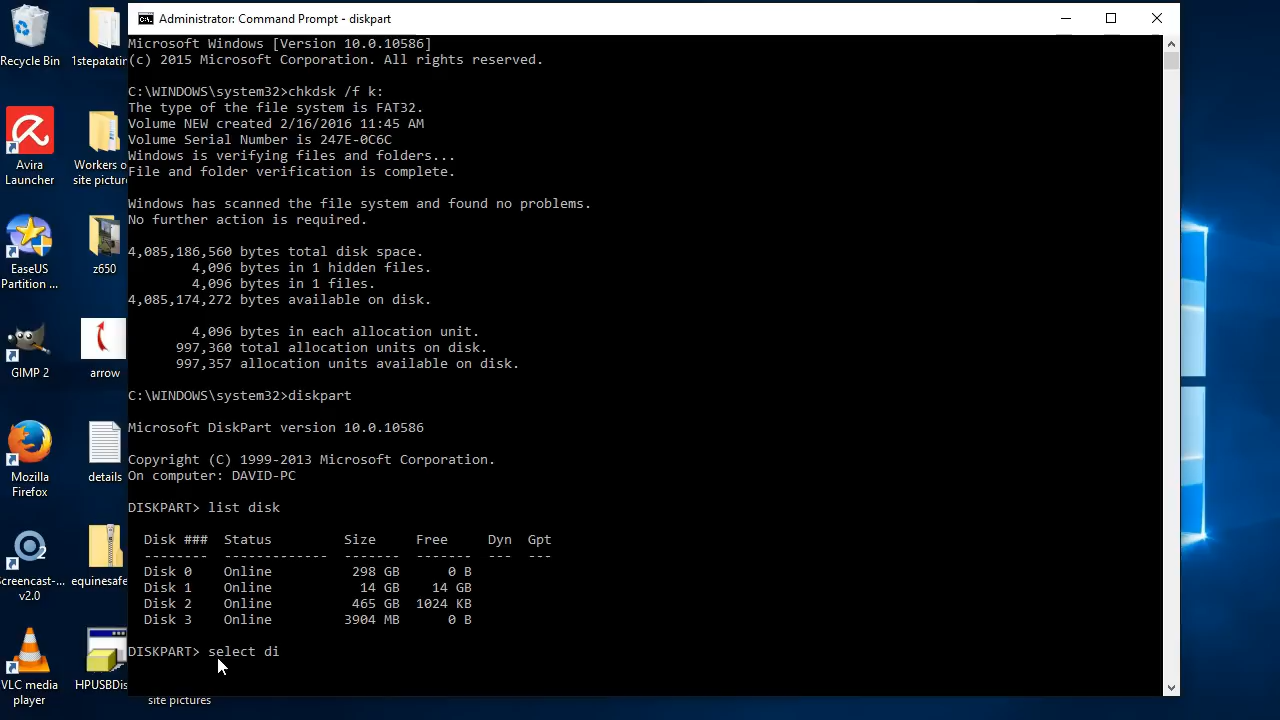 Administrator: Command Prompt - diskpart
Microsoft Windows [Version 10.0.10586]
(c) 2015 Microsoft Corporation. All rights reserved.
C:\WINDOWS\system32>chkdsk /f k:
The type of the file system is FAT32.
Volume NEW created 2/16/2016 11:45 AM
Volume Serial Number is 247E-0C6C
Windows is verifying files and folders...
File and folder verification is complete.
Windows has scanned the file system and found no problems.
No further action is required.
4,085,186,560 bytes total disk space.
4,096 bytes in 1 hidden files.
4,096 bytes in 1 files.
4,085,174,272 bytes available on disk.
4,096 bytes in each allocation unit.
997,360 total allocation units on disk.
997,357 allocation units available on disk.
C:\WINDOWS\system32>diskpart
Microsoft DiskPart version 10.0.10586
Copyright (C) 1999-2013 Microsoft Corporation.
On computer: DAVID-PC
DISKPART> list disk
Disk ### Status Size Free Dyn Gpt
-------- ------------- ------- ------- --- ---
Disk 0 Online 298 GB 0 B
Disk 1 Online 14 GB 14 GB
Disk 2 Online 465 GB 1024 KB
Disk 3 Online 3904 MB 0 B
DISKPART> select di
Recycle Bin
1stepatatin
Avira
Launcher
Workers o
site picture
EaseUS
Partition ...
z650
GIMP 2
arrow
Mozilla
Firefox
details
Screencast-...
v2.0
equinesafe
VLC media
player
HPUSBDis
site pictures